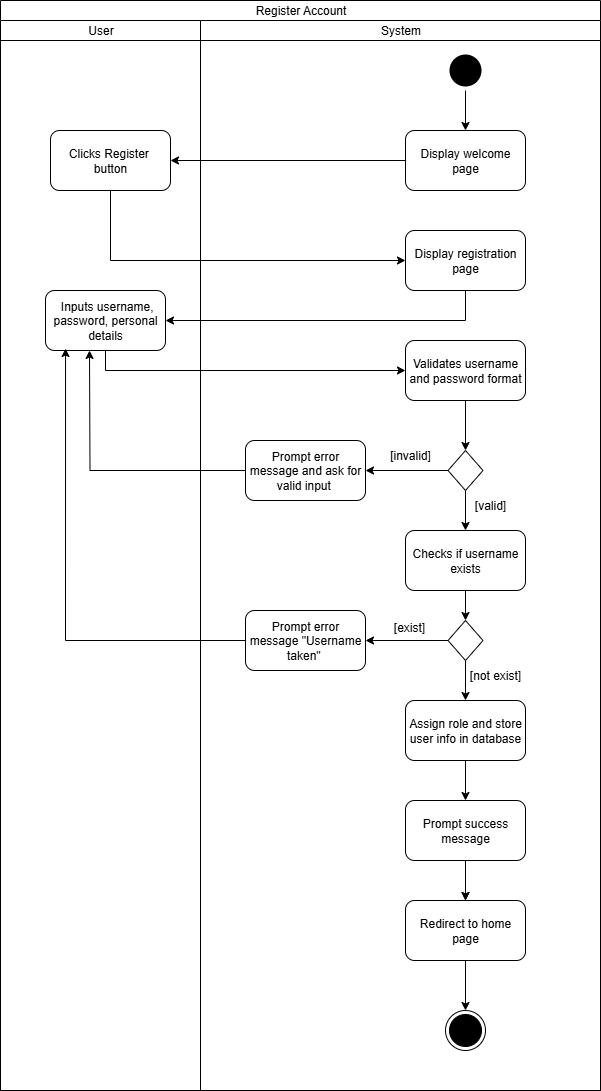 Register Account
User
System
Clicks Register
button
Display welcome
page
Display registration
page
Inputs username,
password, personal
details
Validates username
and password format
[invalid]
Prompt error
message and ask for
valid input
[valid]
Checks if username
exists
[exist]
Prompt error
message "Username
taken"
[not exist]
Assign role and store
user info in database
Prompt success
message
Redirect to home
page